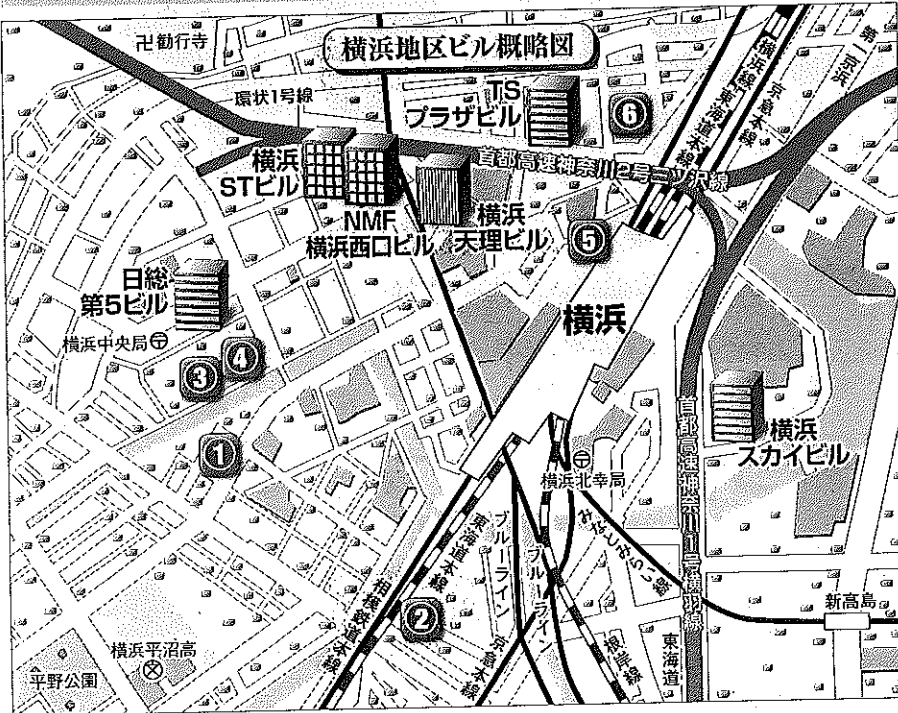 横浜地区ビル概略図
卍勧行寺
環状1号線
TS
プラザビル
⑥
横浜線
東海道本線
京急本線
第一京浜
首都高速神奈川2号三ツ沢線
横浜
STビル
NMF
横浜西口ビル
横浜
天理ビル
⑤
日総
第5ビル
横浜中央局〒
③
④
①
横浜
横浜
スカイビル
〒
横浜北幸局
首都高速神奈川1号横羽線
みなとみらい線
新高島
東海道本線
ブルーライン
ブルーライン
相模鉄道本線
②
京急本線
根岸線
東海道
横浜平沼高
平野公園